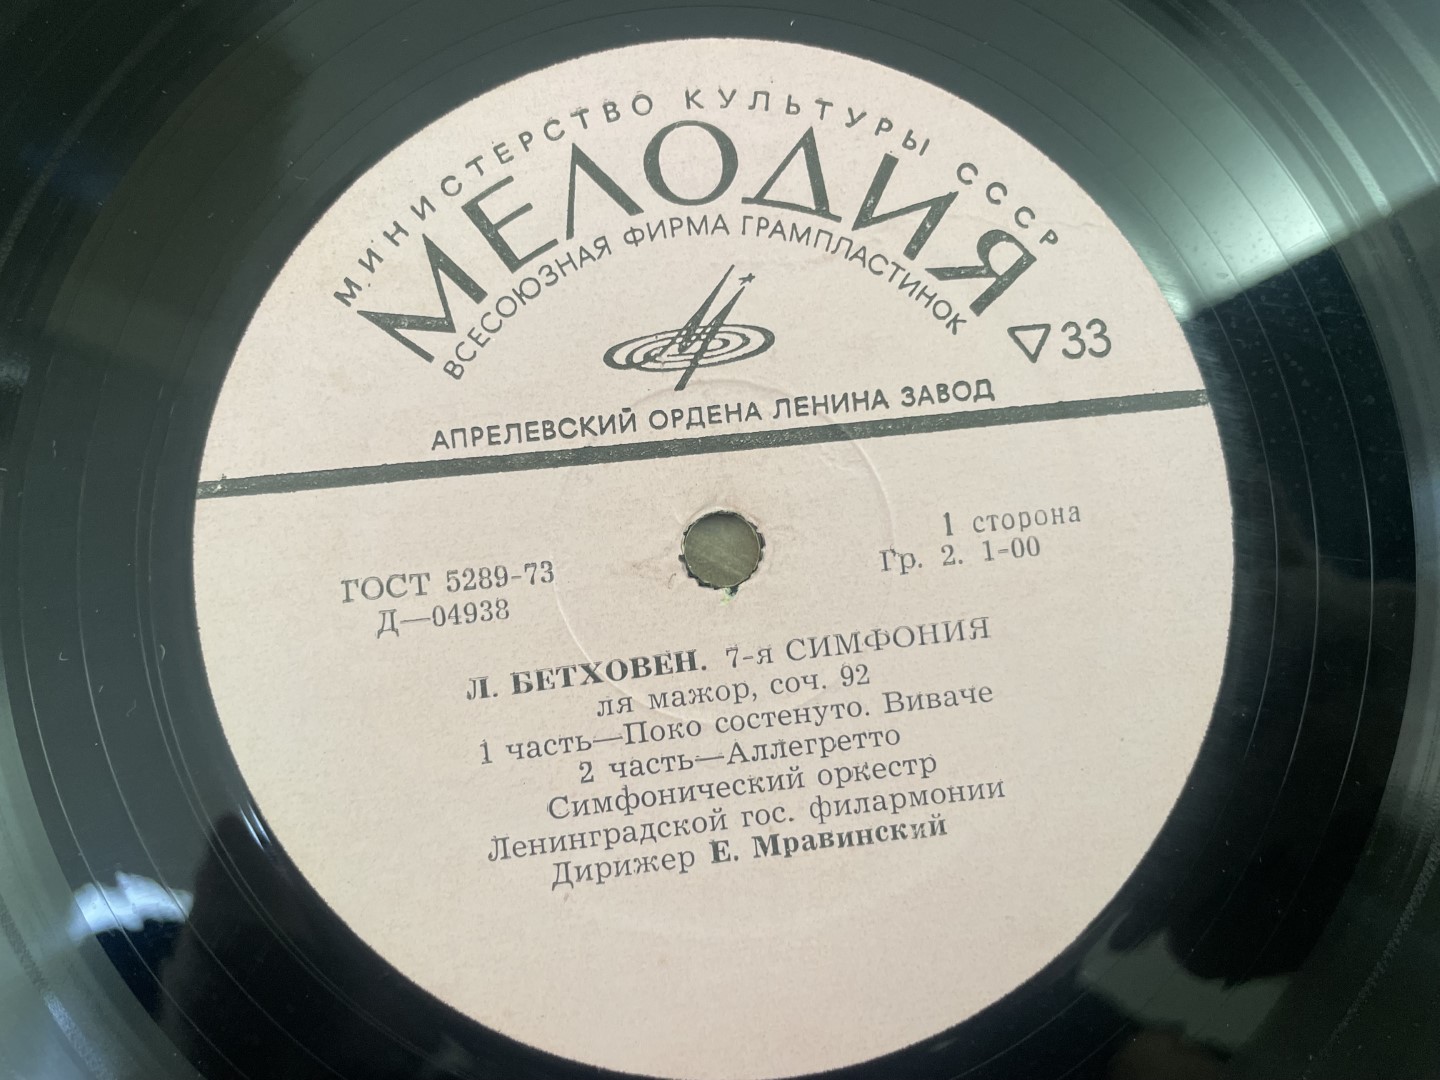 МИНИСТЕРСТВО КУЛЬТУРЫ СССР
МЕЛОДИЯ
ВСЕСОЮЗНАЯ ФИРМА ГРАМПЛАСТИНОК
33
АПРЕЛЕВСКИЙ ОРДЕНА ЛЕНИНА ЗАВОД
1 сторона
Гр. 2. 1-00
ГОСТ 5289-73
Д—04938
Л. БЕТХОВЕН. 7-я СИМФОНИЯ
ля мажор, соч. 92
1 часть—Поко состенуто. Виваче
2 часть—Аллегретто
Симфонический оркестр
Ленинградской гос. филармонии
Дирижер Е. Мравинский